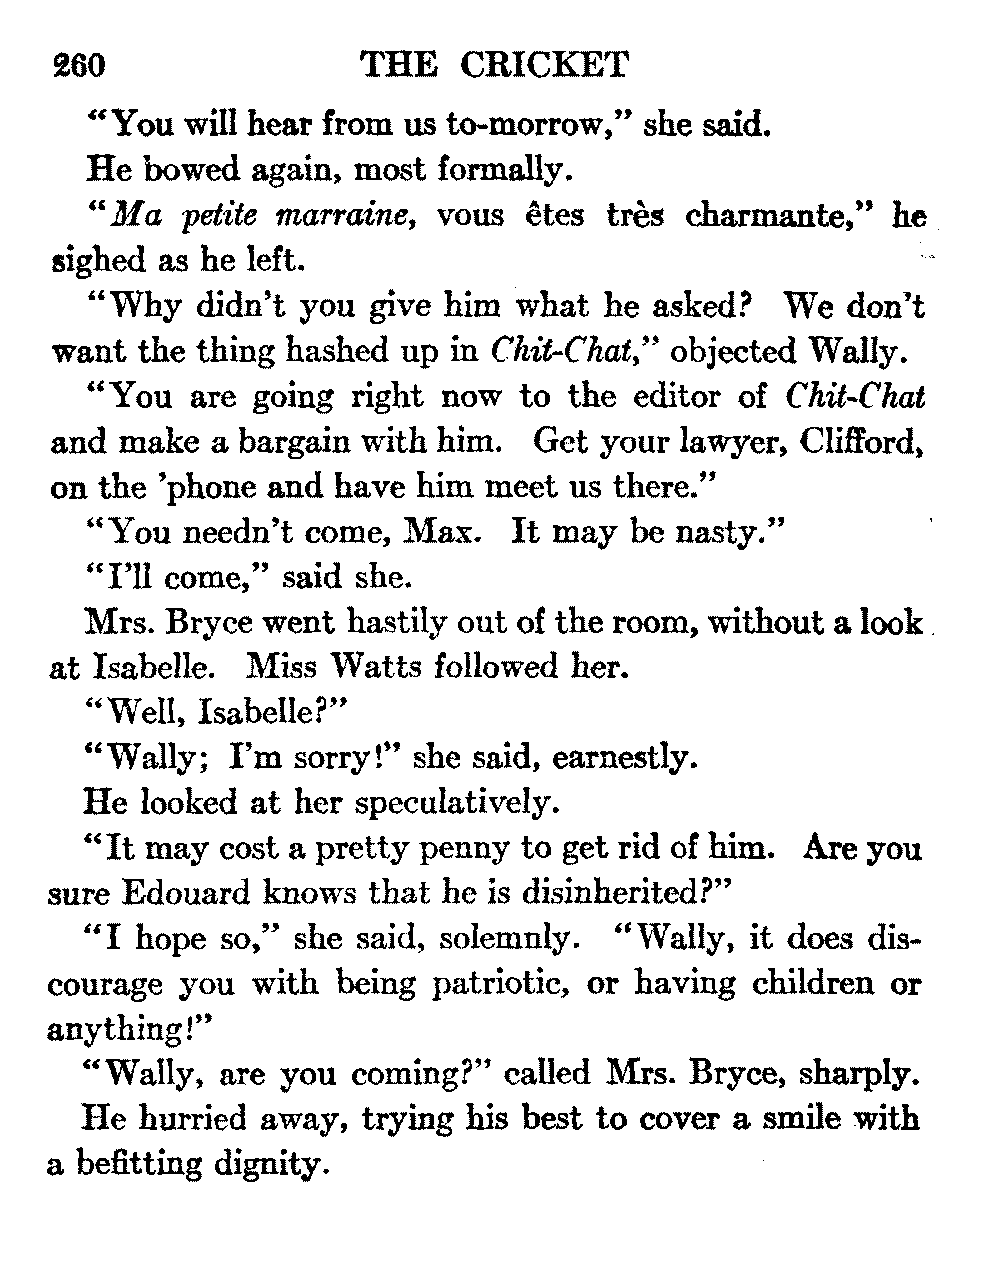 260 THE CRICKET
“You will hear from us to-morrow,” she said.
He bowed again, most formally.
“Ma petite marraine, vous êtes très charmante,” he
sighed as he left.
“Why didn’t you give him what he asked? We don’t
want the thing hashed up in Chit-Chat,” objected Wally.
“You are going right now to the editor of Chit-Chat
and make a bargain with him. Get your lawyer, Clifford,
on the ’phone and have him meet us there.”
“You needn’t come, Max. It may be nasty.”
“I’ll come,” said she.
Mrs. Bryce went hastily out of the room, without a look
at Isabelle. Miss Watts followed her.
“Well, Isabelle?”
“Wally; I’m sorry!” she said, earnestly.
He looked at her speculatively.
“It may cost a pretty penny to get rid of him. Are you
sure Edouard knows that he is disinherited?”
“I hope so,” she said, solemnly. “Wally, it does dis-
courage you with being patriotic, or having children or
anything!”
“Wally, are you coming?” called Mrs. Bryce, sharply.
He hurried away, trying his best to cover a smile with
a befitting dignity.